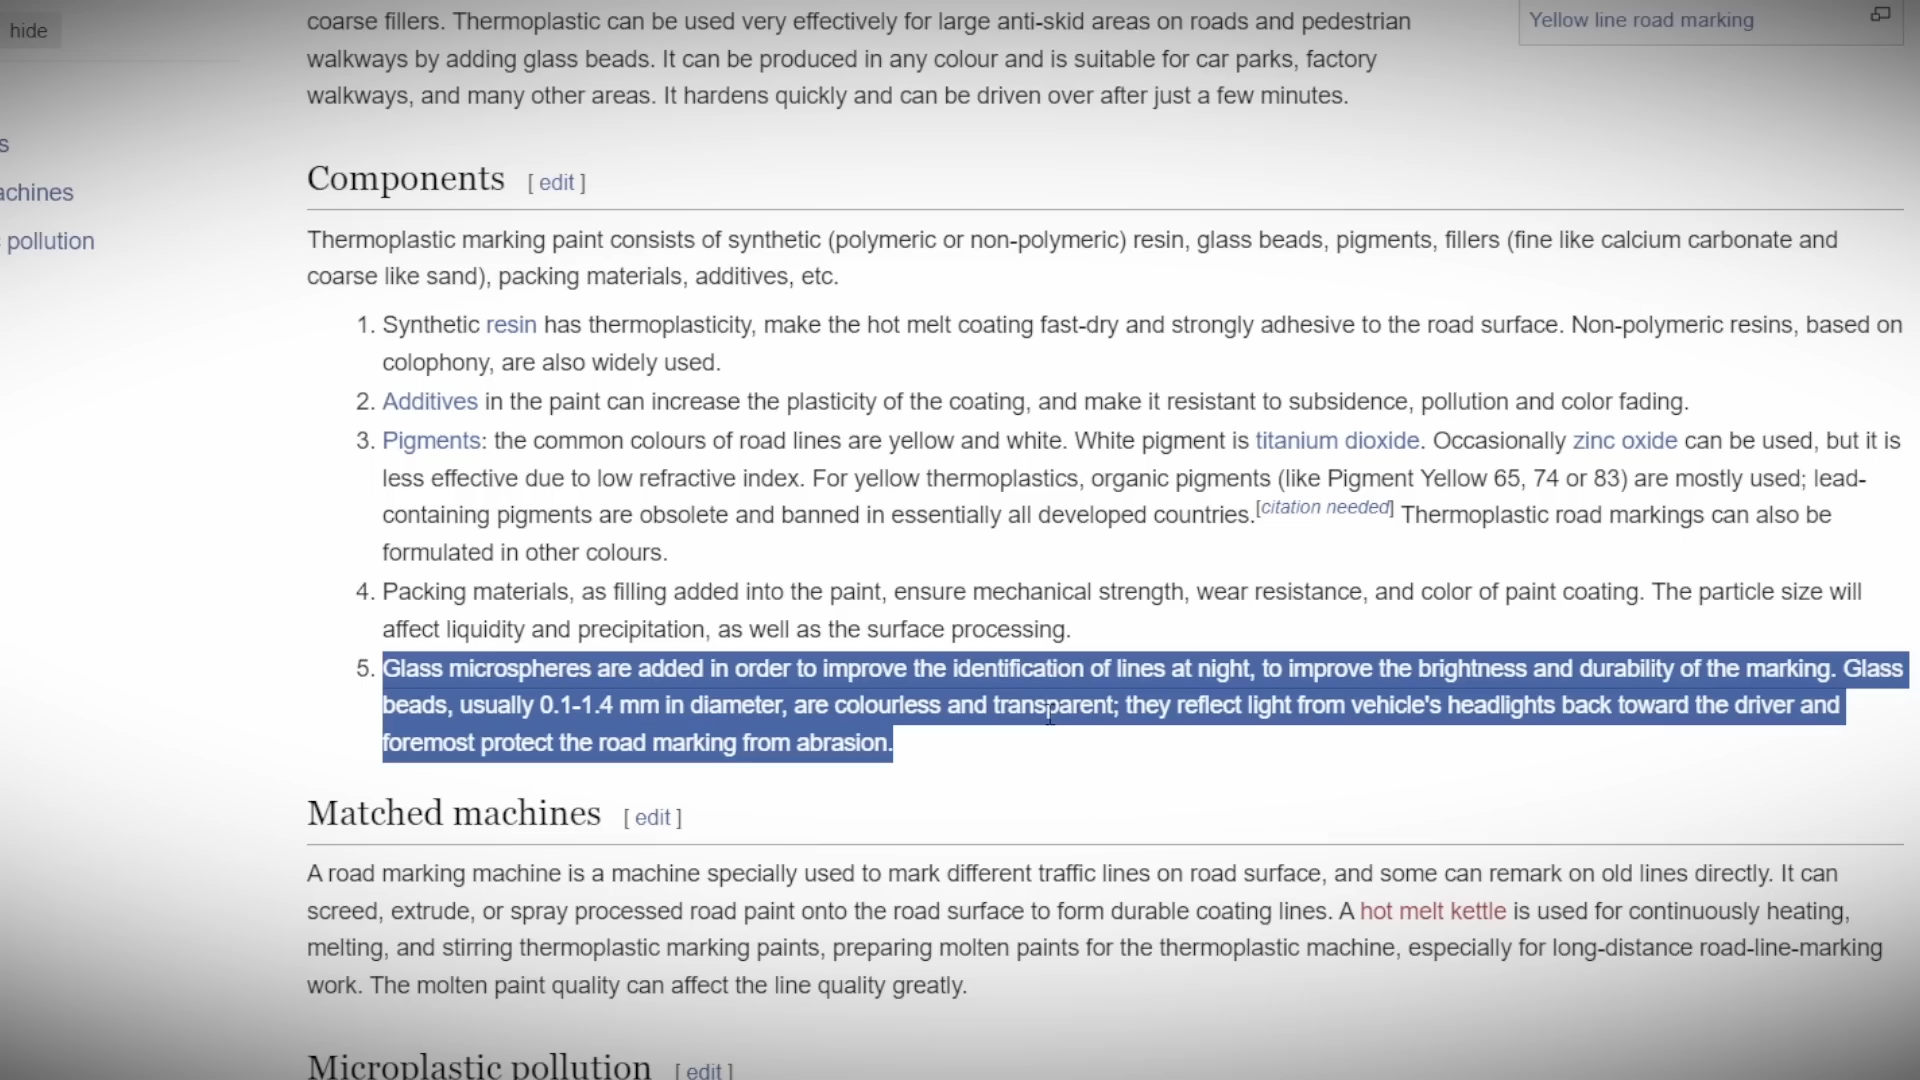 hide
coarse fillers. Thermoplastic can be used very effectively for large anti-skid areas on roads and pedestrian
Yellow line road marking
walkways by adding glass beads. It can be produced in any colour and is suitable for car parks, factory
walkways, and many other areas. It hardens quickly and can be driven over after just a few minutes.
s
achines
pollution
Components [ edit ]
Thermoplastic marking paint consists of synthetic (polymeric or non-polymeric) resin, glass beads, pigments, fillers (fine like calcium carbonate and
coarse like sand), packing materials, additives, etc.
1. Synthetic resin has thermoplasticity, make the hot melt coating fast-dry and strongly adhesive to the road surface. Non-polymeric resins, based on
colophony, are also widely used.
2. Additives in the paint can increase the plasticity of the coating, and make it resistant to subsidence, pollution and color fading.
3. Pigments: the common colours of road lines are yellow and white. White pigment is titanium dioxide. Occasionally zinc oxide can be used, but it is
less effective due to low refractive index. For yellow thermoplastics, organic pigments (like Pigment Yellow 65, 74 or 83) are mostly used; lead-
containing pigments are obsolete and banned in essentially all developed countries.[citation needed] Thermoplastic road markings can also be
formulated in other colours.
4. Packing materials, as filling added into the paint, ensure mechanical strength, wear resistance, and color of paint coating. The particle size will
affect liquidity and precipitation, as well as the surface processing.
5. Glass microspheres are added in order to improve the identification of lines at night, to improve the brightness and durability of the marking. Glass
beads, usually 0.1-1.4 mm in diameter, are colourless and transparent; they reflect light from vehicle's headlights back toward the driver and
foremost protect the road marking from abrasion.
Matched machines [ edit ]
A road marking machine is a machine specially used to mark different traffic lines on road surface, and some can remark on old lines directly. It can
screed, extrude, or spray processed road paint onto the road surface to form durable coating lines. A hot melt kettle is used for continuously heating,
melting, and stirring thermoplastic marking paints, preparing molten paints for the thermoplastic machine, especially for long-distance road-line-marking
work. The molten paint quality can affect the line quality greatly.
Microplastic pollution [ edit ]